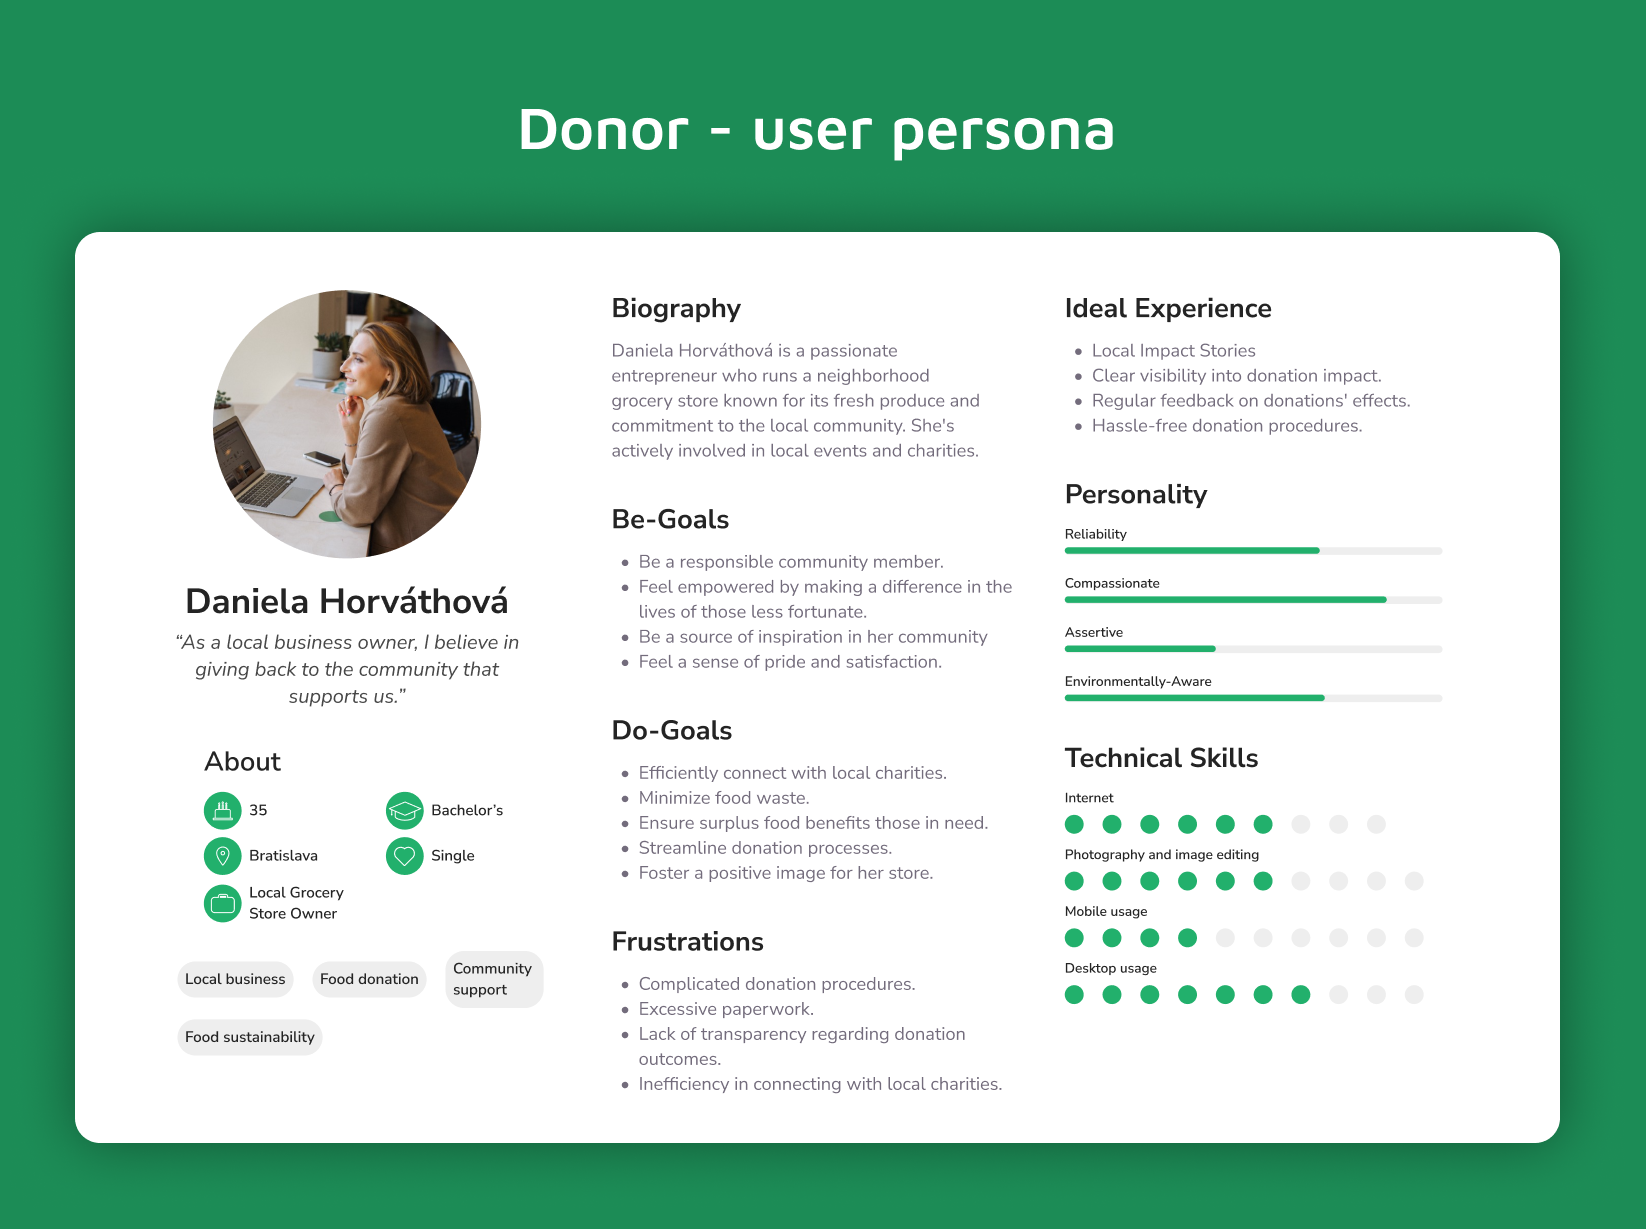 Donor - user persona
Daniela Horváthová
“As a local business owner, I believe in
giving back to the community that
supports us.”
About
35
Bachelor’s
Bratislava
Single
Local Grocery
Store Owner
Local business
Food donation
Community
support
Food sustainability
Biography
Daniela Horváthová is a passionate
entrepreneur who runs a neighborhood
grocery store known for its fresh produce and
commitment to the local community. She's
actively involved in local events and charities.
Be-Goals
• Be a responsible community member.
• Feel empowered by making a difference in the
lives of those less fortunate.
• Be a source of inspiration in her community
• Feel a sense of pride and satisfaction.
Do-Goals
• Efficiently connect with local charities.
• Minimize food waste.
• Ensure surplus food benefits those in need.
• Streamline donation processes.
• Foster a positive image for her store.
Frustrations
• Complicated donation procedures.
• Excessive paperwork.
• Lack of transparency regarding donation
outcomes.
• Inefficiency in connecting with local charities.
Ideal Experience
• Local Impact Stories
• Clear visibility into donation impact.
• Regular feedback on donations' effects.
• Hassle-free donation procedures.
Personality
Reliability
Compassionate
Assertive
Environmentally-Aware
Technical Skills
Internet
Photography and image editing
Mobile usage
Desktop usage